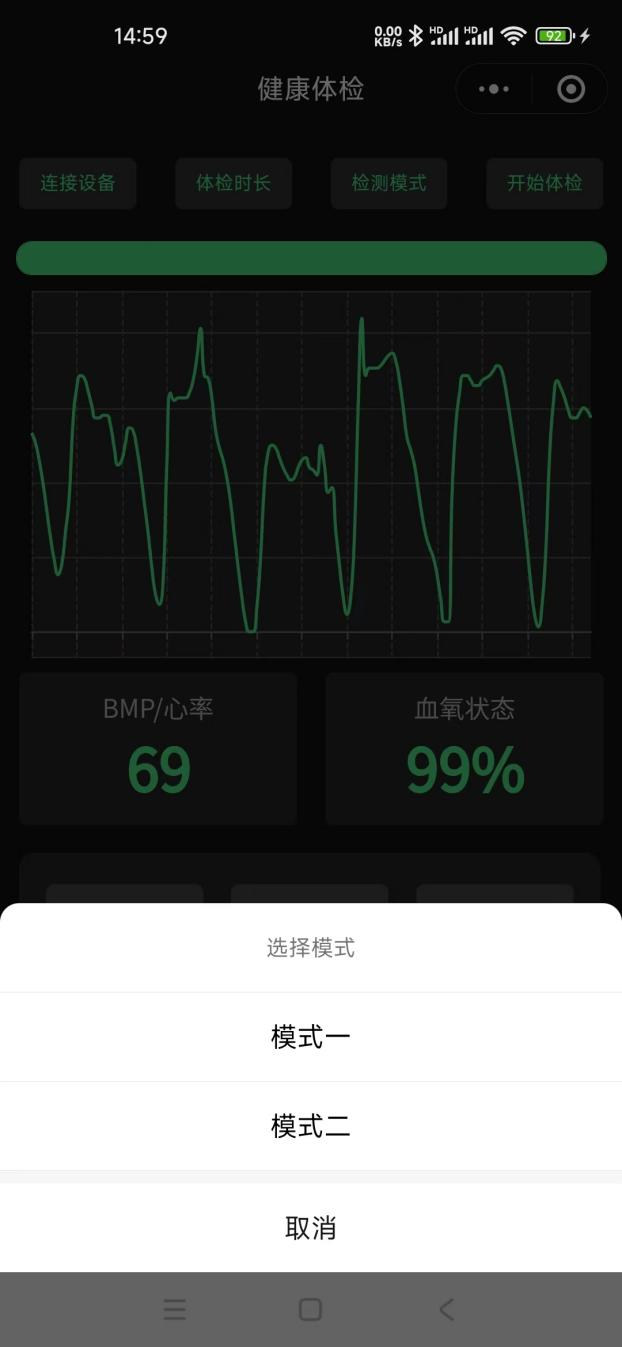 14:59
0.00
KB/s
HD
HD
92
健康体检
连接设备
体检时长
检测模式
开始体检
BMP/心率
血氧状态
69
99%
选择模式
模式一
模式二
取消